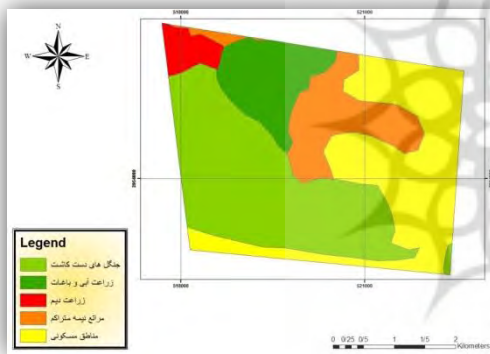 N
W E
S
Legend
جنگل های دست کاشت
زراعت آبی و باغات
زراعت دیم
مراتع نیمه متراکم
مناطق مسکونی
0 0/25 0/5 1 1/5 2
Kilometers